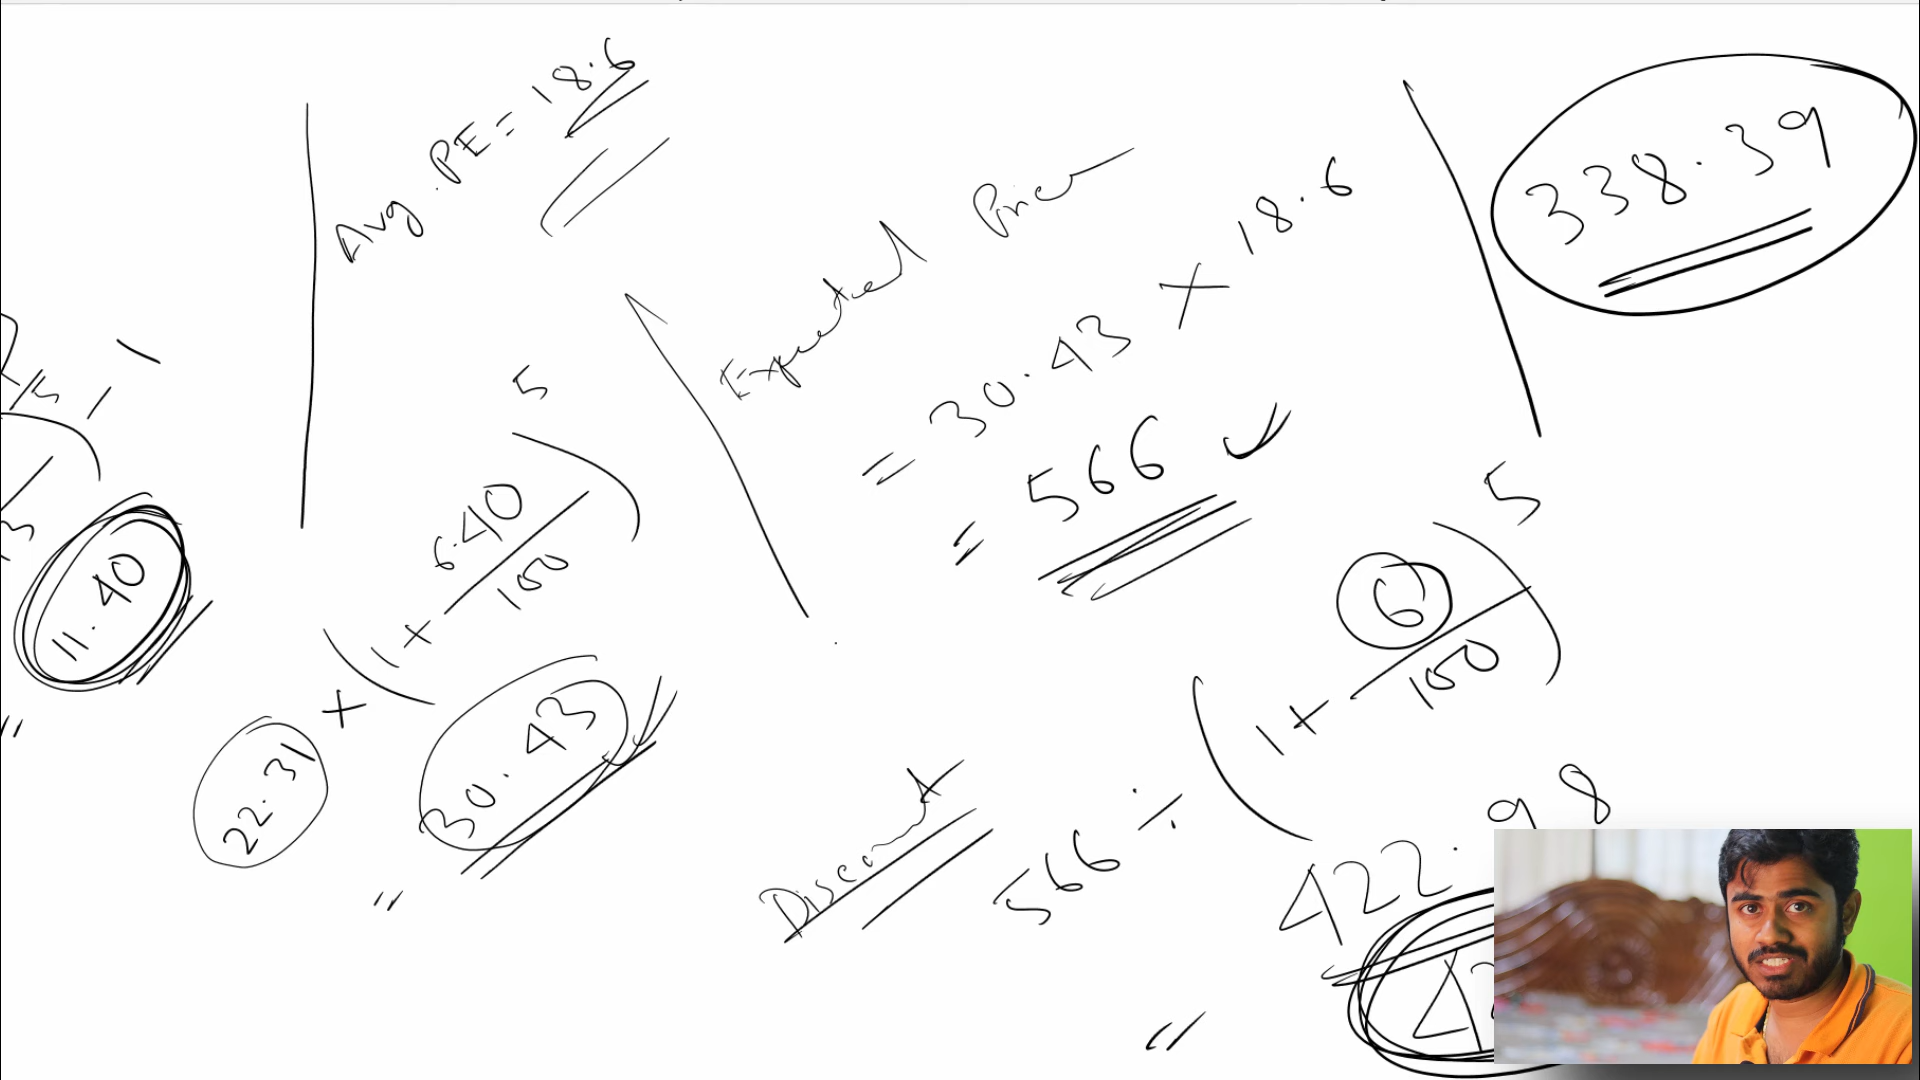 11.40
Avg. PE = 18.6
22.31 × (1 + 6.40/100)^5
30.43
Expected Price
= 30.43 × 18.6
= 566
Discount
566 ÷ (1 + 6/100)^5
422.98
338.39